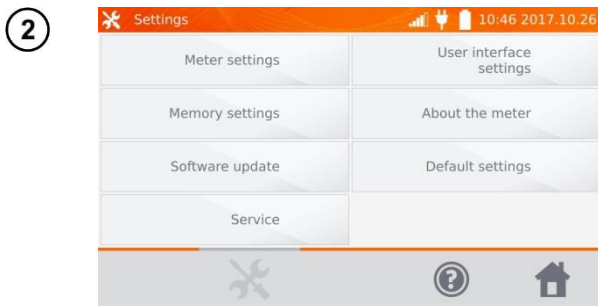 2
Settings
10:46 2017.10.26
Meter settings
User interface
settings
Memory settings
About the meter
Software update
Default settings
Service
?